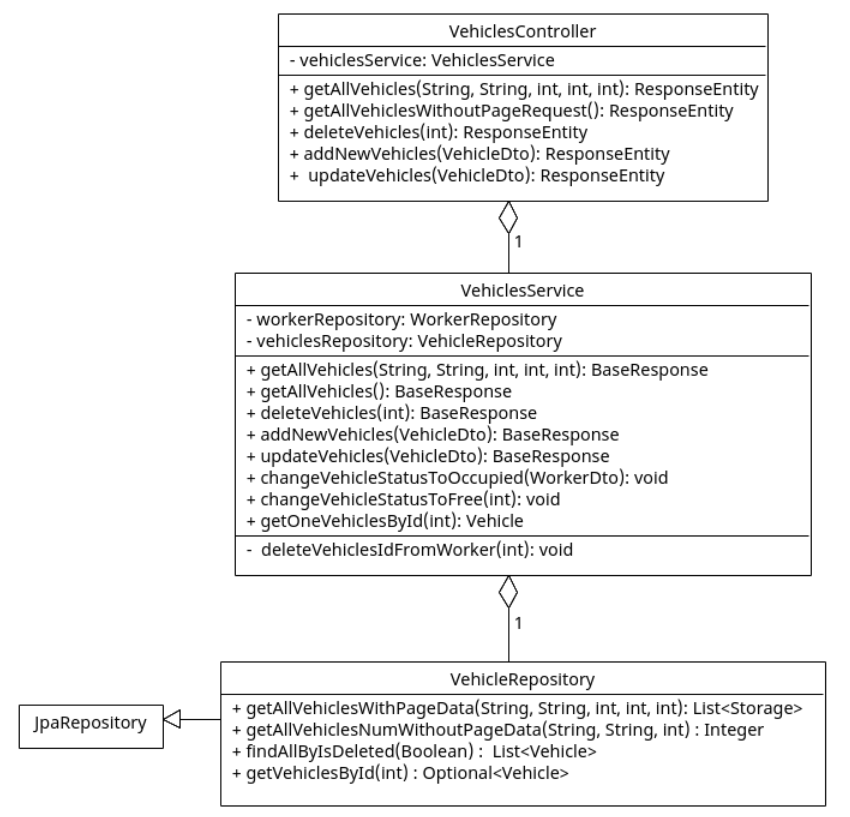 VehiclesController
- vehiclesService: VehiclesService
+ getAllVehicles(String, String, int, int, int): ResponseEntity
+ getAllVehiclesWithoutPageRequest(): ResponseEntity
+ deleteVehicles(int): ResponseEntity
+ addNewVehicles(VehicleDto): ResponseEntity
+ updateVehicles(VehicleDto): ResponseEntity
1
VehiclesService
- workerRepository: WorkerRepository
- vehiclesRepository: VehicleRepository
+ getAllVehicles(String, String, int, int, int): BaseResponse
+ getAllVehicles(): BaseResponse
+ deleteVehicles(int): BaseResponse
+ addNewVehicles(VehicleDto): BaseResponse
+ updateVehicles(VehicleDto): BaseResponse
+ changeVehicleStatusToOccupied(WorkerDto): void
+ changeVehicleStatusToFree(int): void
+ getOneVehiclesById(int): Vehicle
- deleteVehiclesIdFromWorker(int): void
1
VehicleRepository
+ getAllVehiclesWithPageData(String, String, int, int, int): List<Storage>
+ getAllVehiclesNumWithoutPageData(String, String, int) : Integer
+ findAllByIsDeleted(Boolean) : List<Vehicle>
+ getVehiclesById(int) : Optional<Vehicle>
JpaRepository